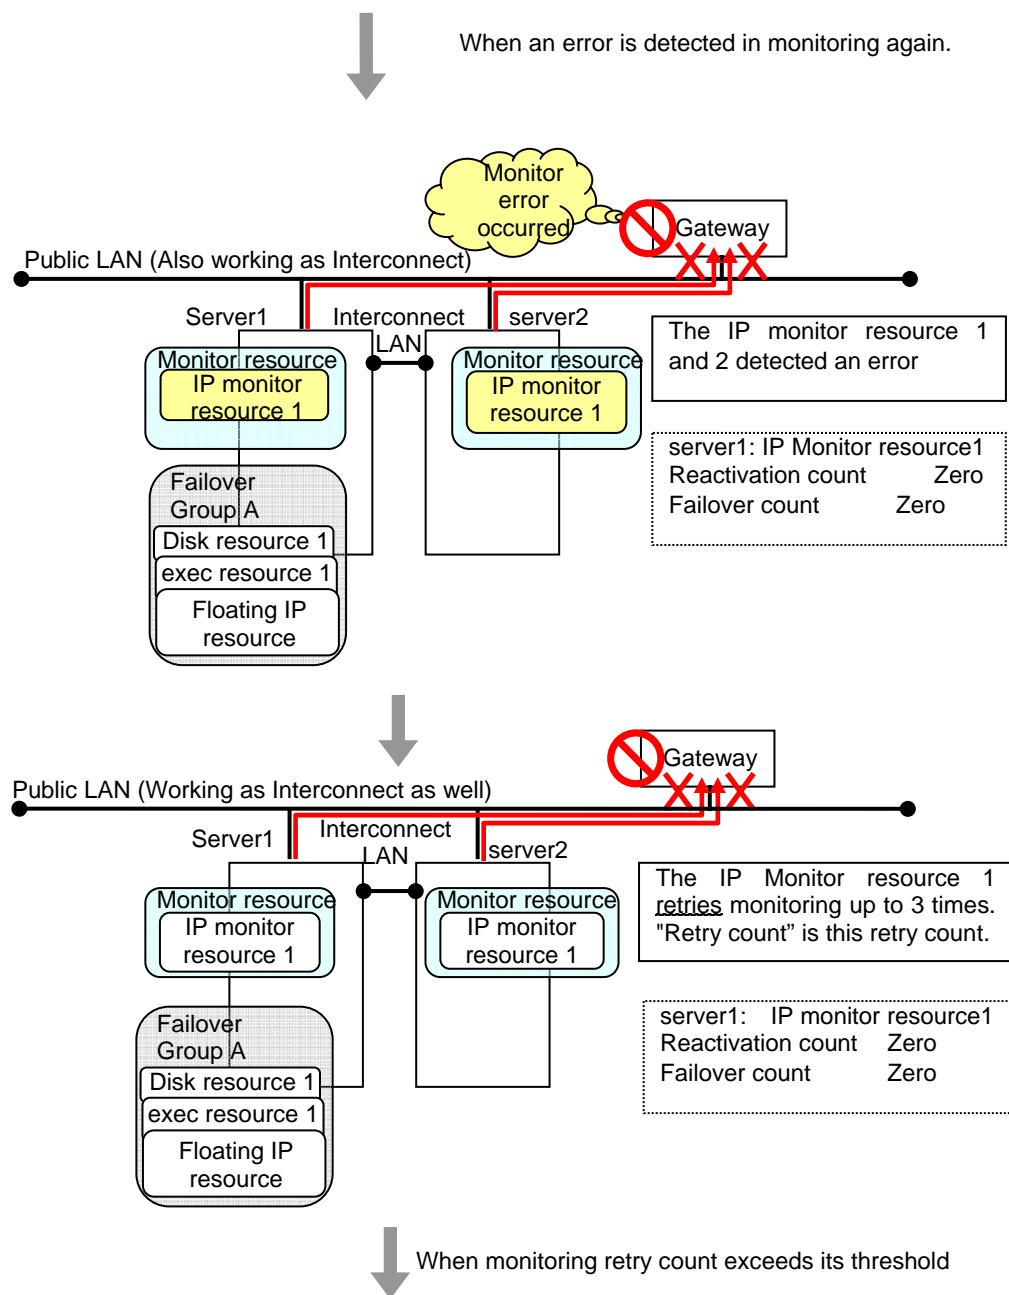 When an error is detected in monitoring again.
Monitor
error
occurred
Gateway
Public LAN (Also working as Interconnect)
Server1
Interconnect
LAN
server2
Monitor resource
IP monitor
resource 1
Monitor resource
IP monitor
resource 1
The IP monitor resource 1
and 2 detected an error
server1: IP Monitor resource1
Reactivation count Zero
Failover count Zero
Failover
Group A
Disk resource 1
exec resource 1
Floating IP
resource
Gateway
Public LAN (Working as Interconnect as well)
Server1
Interconnect
LAN
server2
Monitor resource
IP monitor
resource 1
Monitor resource
IP monitor
resource 1
The IP Monitor resource 1
retries monitoring up to 3 times.
"Retry count” is this retry count.
server1: IP monitor resource1
Reactivation count Zero
Failover count Zero
Failover
Group A
Disk resource 1
exec resource 1
Floating IP
resource
When monitoring retry count exceeds its threshold